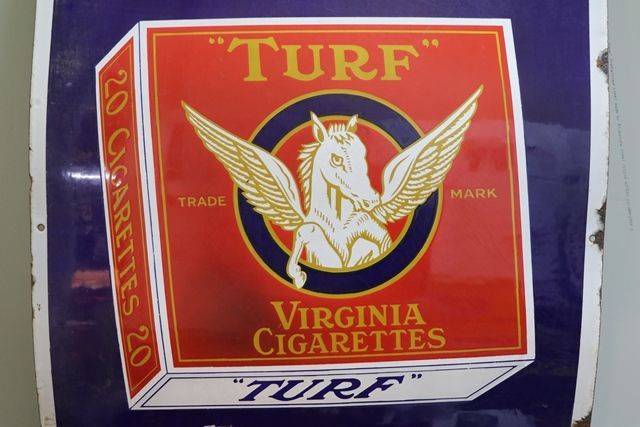 "TURF"
TRADE MARK
VIRGINIA
CIGARETTES
20 CIGARETTES 20
"TURF"